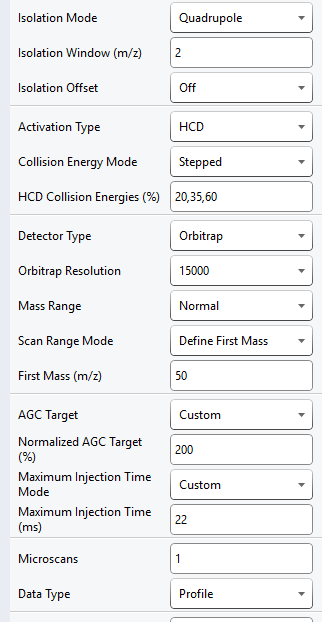 Isolation Mode Quadrupole
Isolation Window (m/z) 2
Isolation Offset Off
Activation Type HCD
Collision Energy Mode Stepped
HCD Collision Energies (%) 20,35,60
Detector Type Orbitrap
Orbitrap Resolution 15000
Mass Range Normal
Scan Range Mode Define First Mass
First Mass (m/z) 50
AGC Target Custom
Normalized AGC Target
(%) 200
Maximum Injection Time
Mode Custom
Maximum Injection Time
(ms) 22
Microscans 1
Data Type Profile